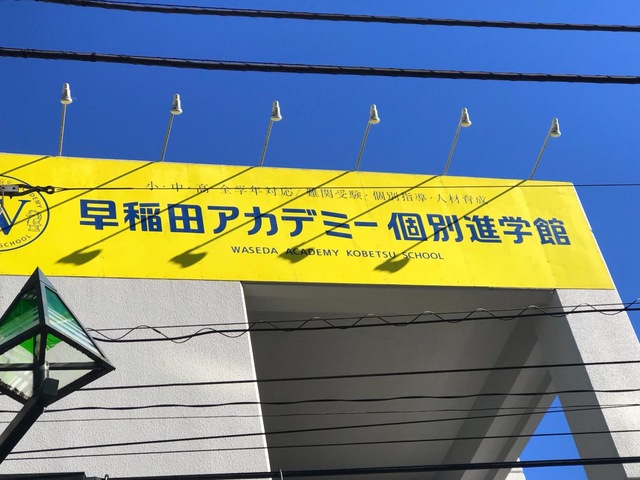 小・中・高 全学年対応／難関受験・個別指導・人材育成
早稲田アカデミー 個別進学館
WASEDA ACADEMY KOBETSU SCHOOL
W
SCHOOL